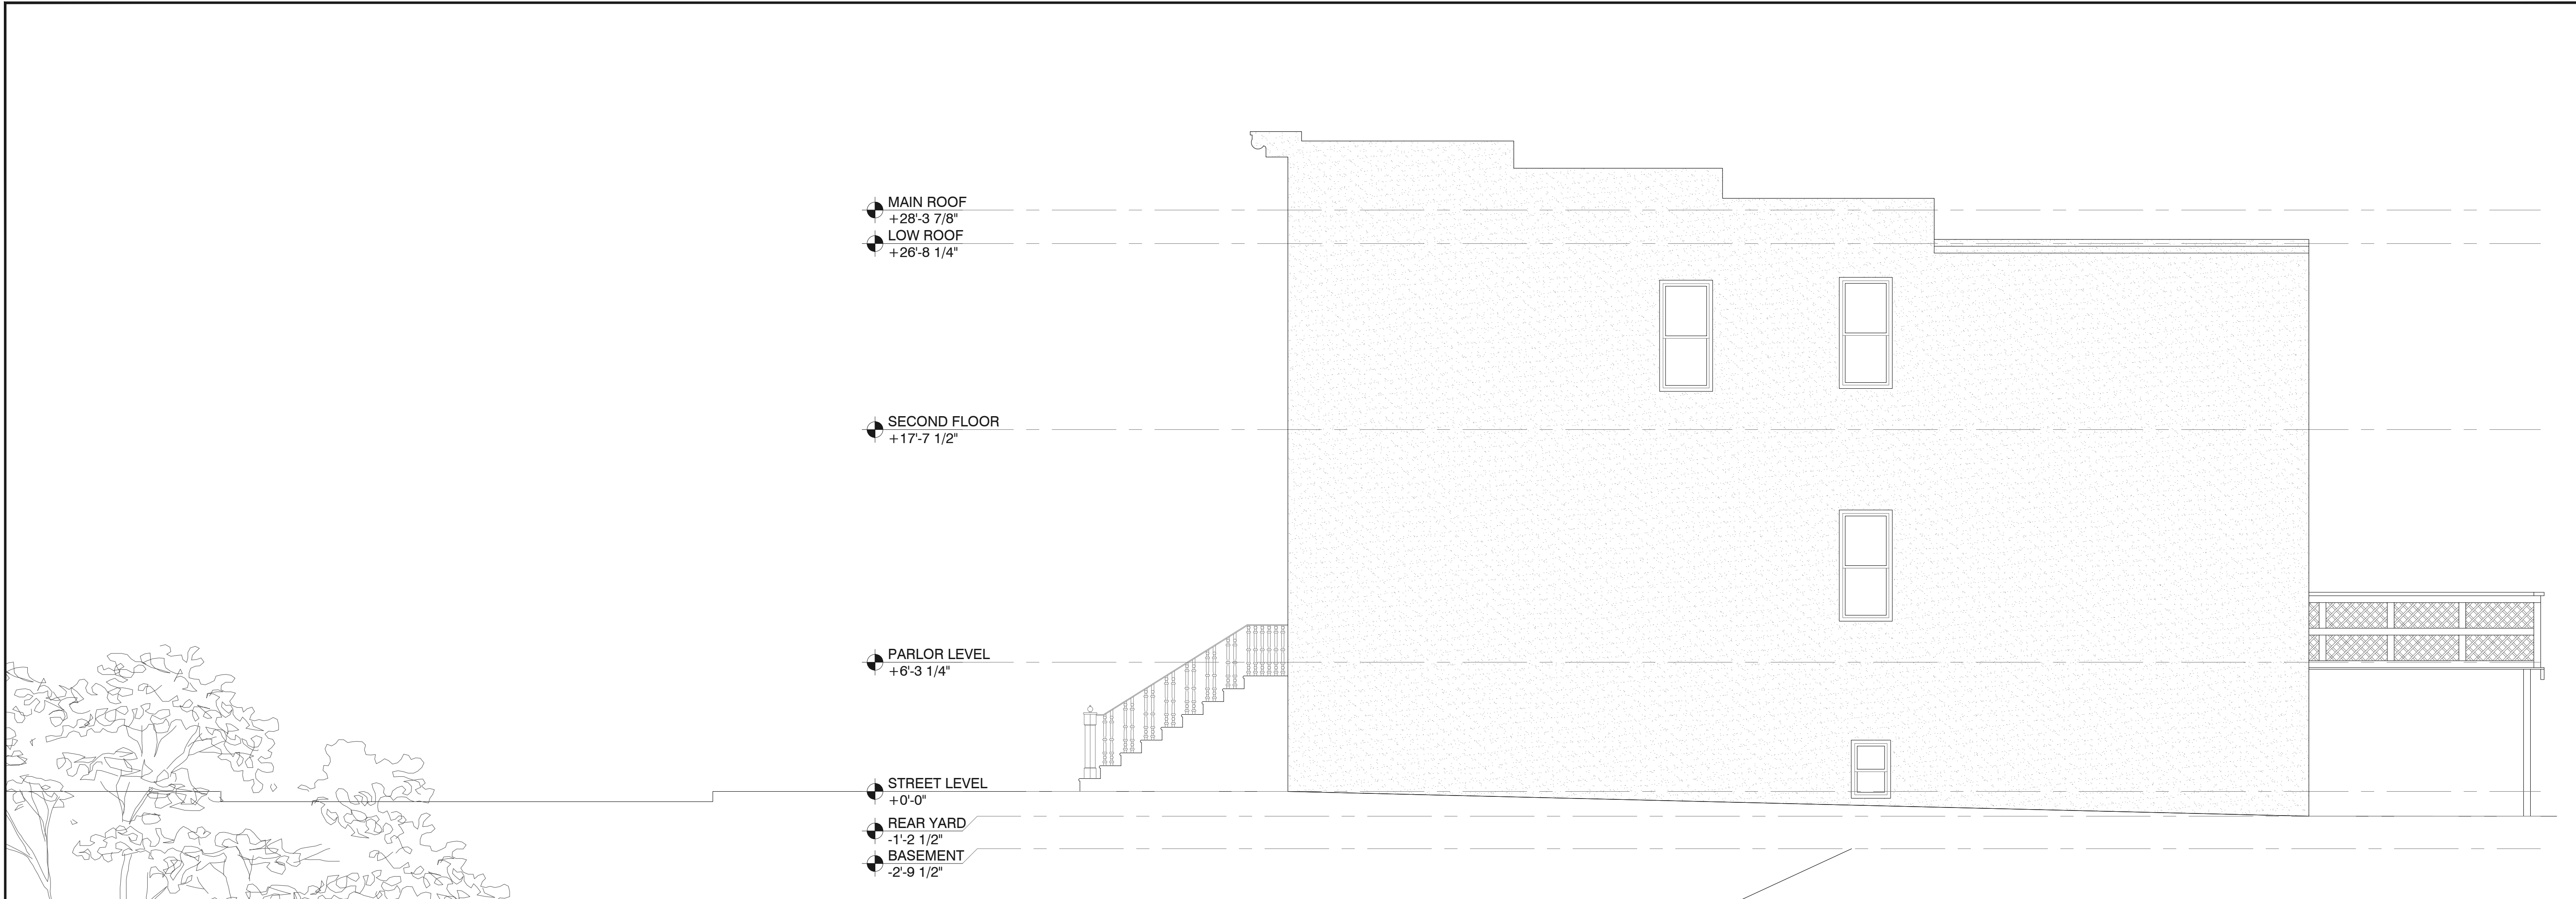 MAIN ROOF
+28'-3 7/8"
LOW ROOF
+26'-8 1/4"
SECOND FLOOR
+17'-7 1/2"
PARLOR LEVEL
+6'-3 1/4"
STREET LEVEL
+0'-0"
REAR YARD
-1'-2 1/2"
BASEMENT
-2'-9 1/2"